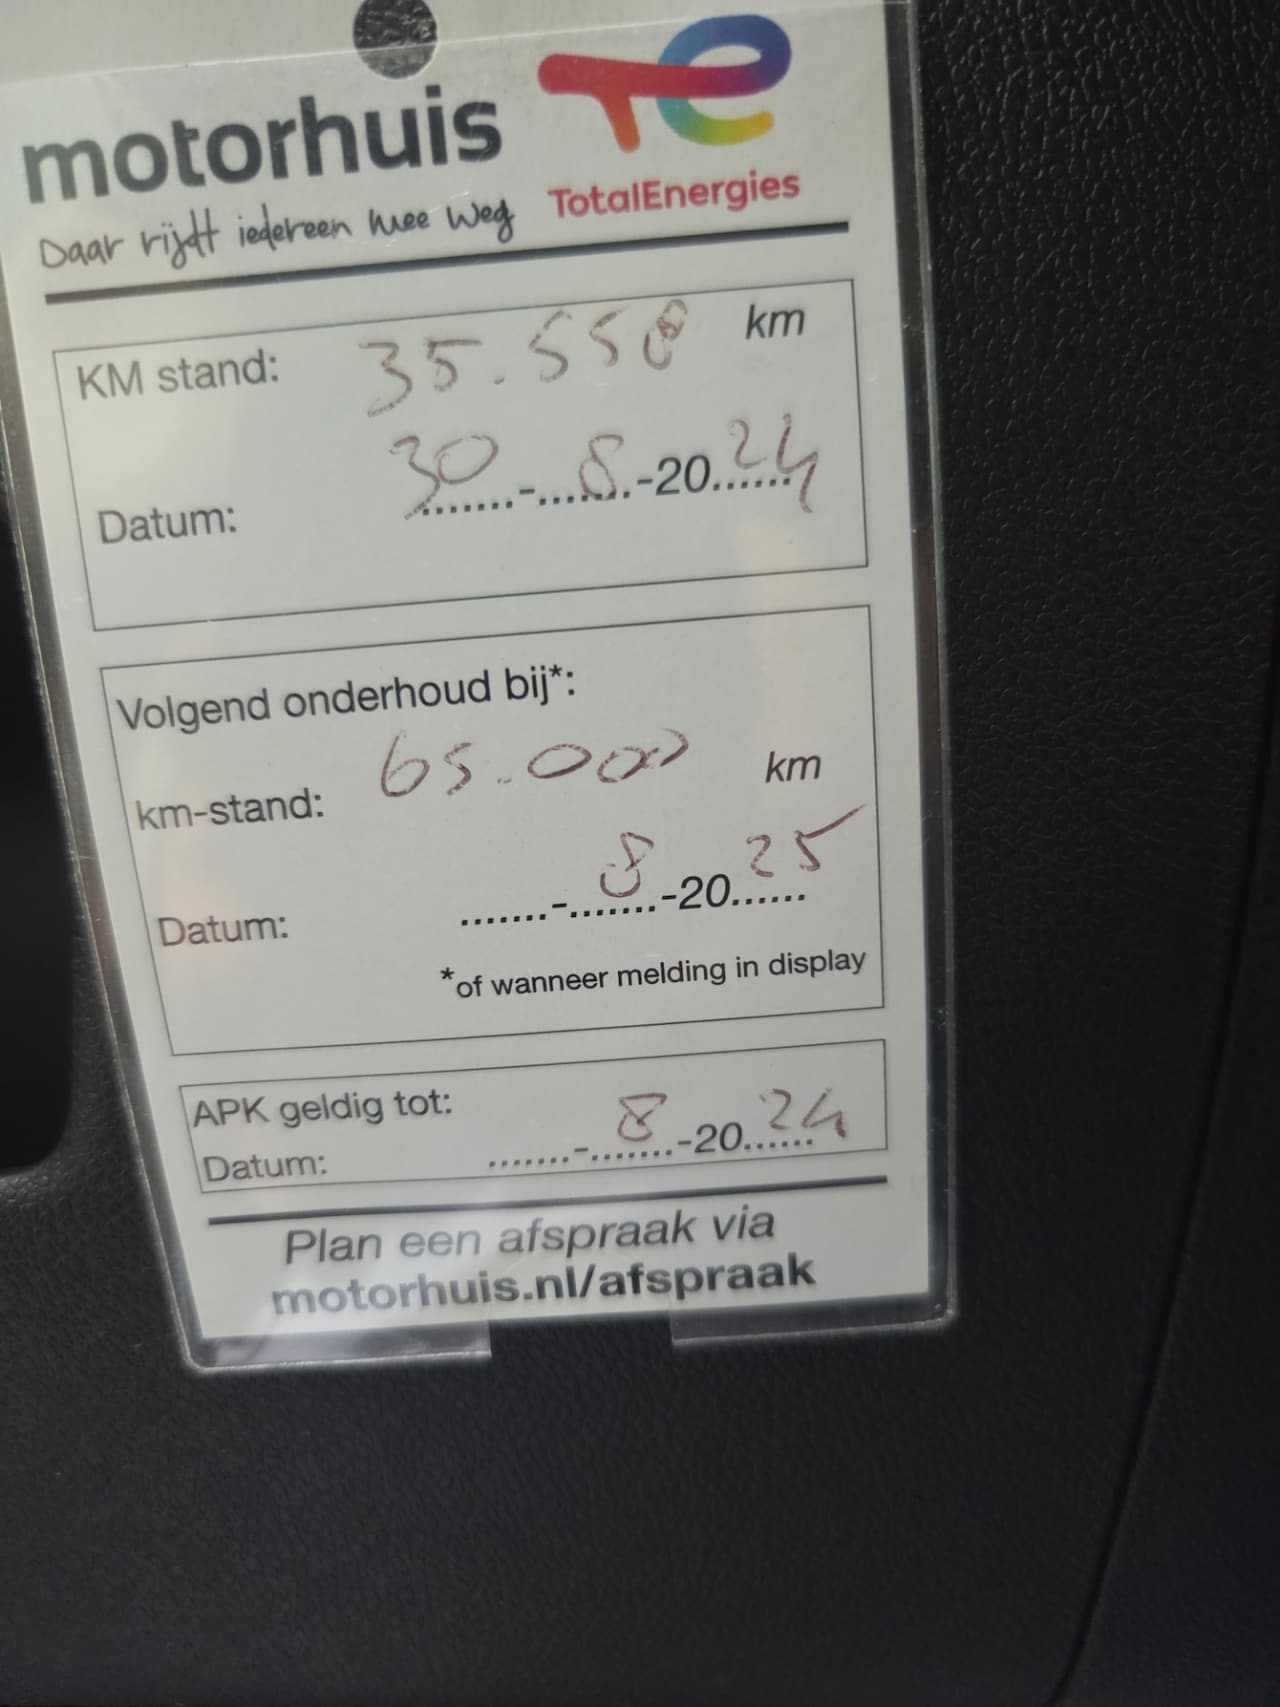 motorhuis
TotalEnergies
Daar rijdt iedereen mee weg
KM stand: 35.558 km
Datum: 30-8-2024
Volgend onderhoud bij*:
km-stand: 65.000 km
Datum: .......-8-2025
*of wanneer melding in display
APK geldig tot:
Datum: .......-8-2024
Plan een afspraak via
motorhuis.nl/afspraak